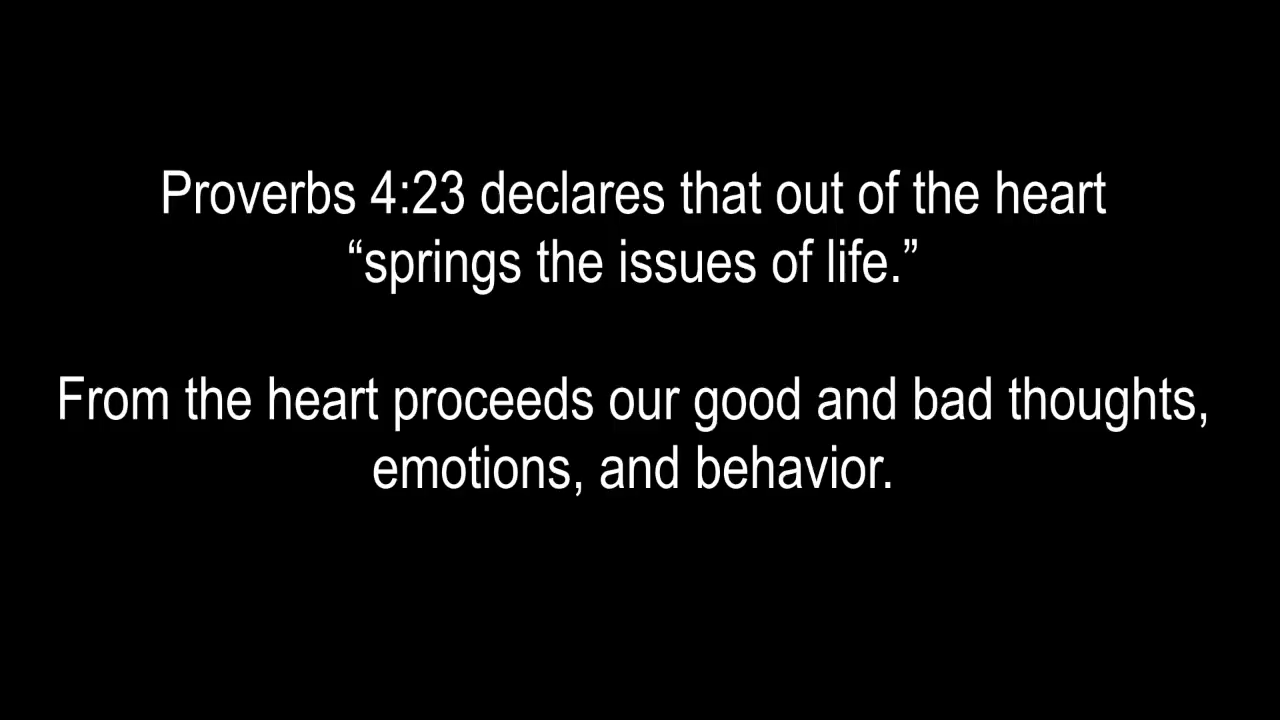 Proverbs 4:23 declares that out of the heart
“springs the issues of life.”
From the heart proceeds our good and bad thoughts,
emotions, and behavior.